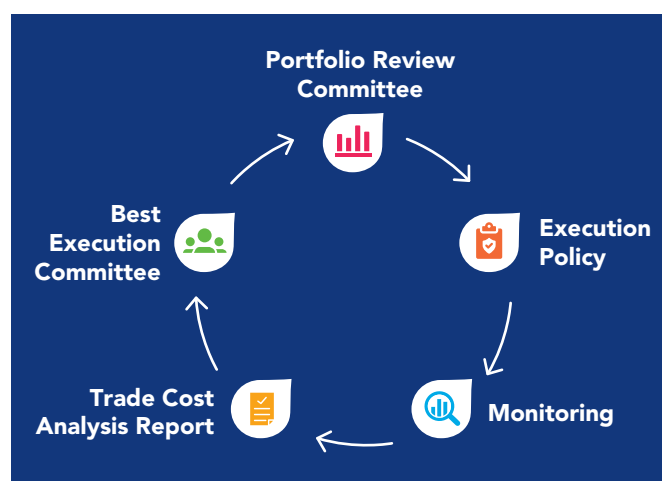 Portfolio Review
Committee
Execution
Policy
Monitoring
Trade Cost
Analysis Report
Best
Execution
Committee